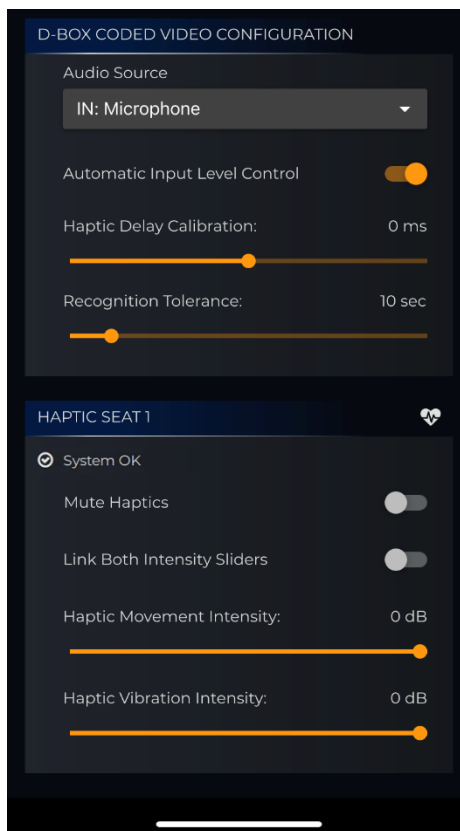 D-BOX CODED VIDEO CONFIGURATION
Audio Source
IN: Microphone
Automatic Input Level Control
Haptic Delay Calibration: 0 ms
Recognition Tolerance: 10 sec
HAPTIC SEAT 1
System OK
Mute Haptics
Link Both Intensity Sliders
Haptic Movement Intensity: 0 dB
Haptic Vibration Intensity: 0 dB